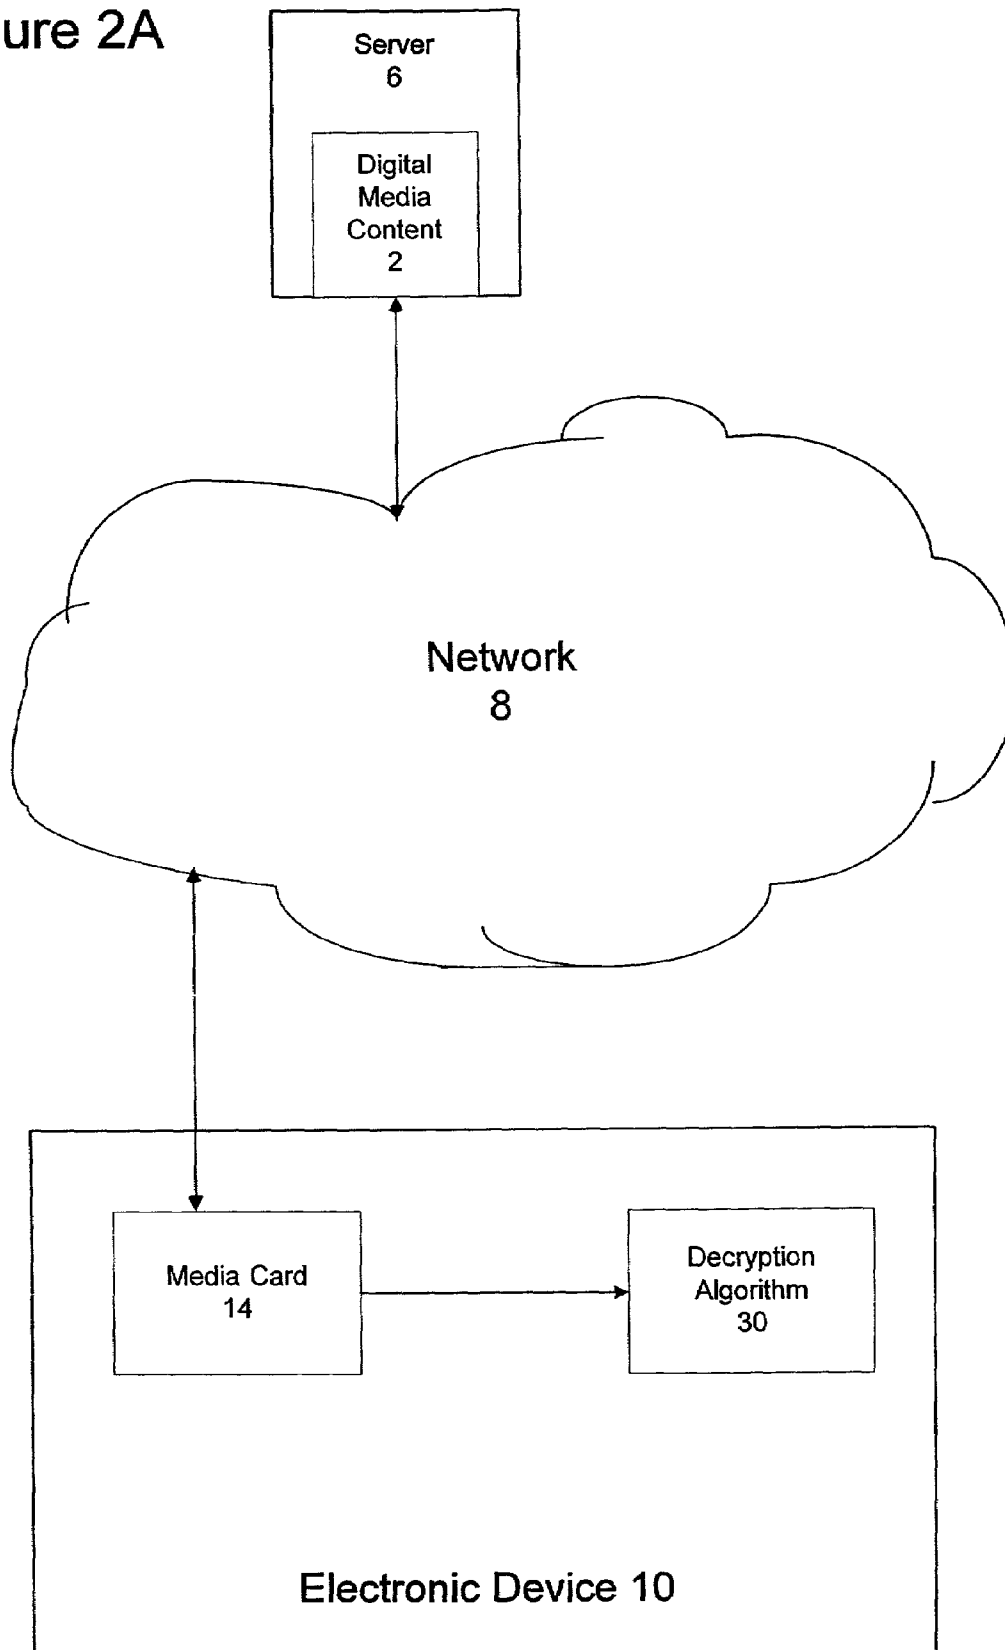 ure 2A
Server
6
Digital
Media
Content
2
Network
8
Media Card
14
Decryption
Algorithm
30
Electronic Device 10